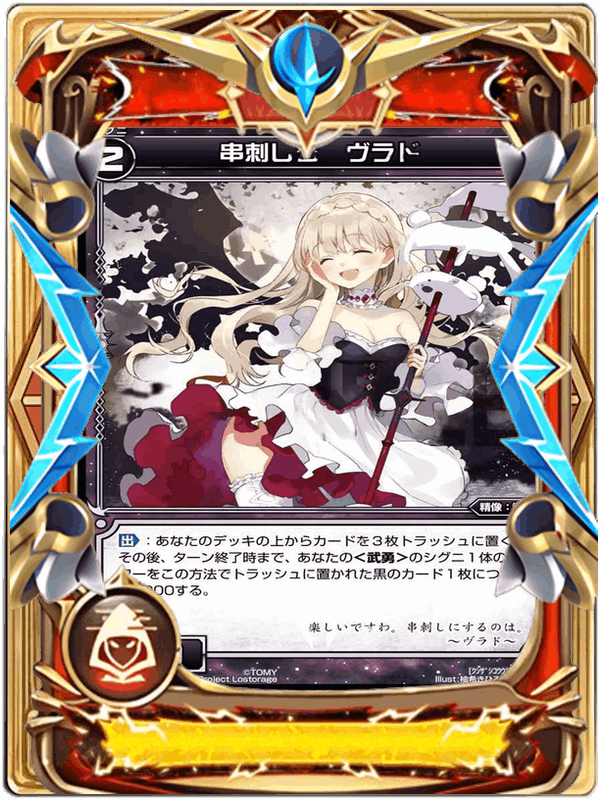 2
串刺し ヴラド
精像：
出：あなたのデッキの上からカードを３枚トラッシュに置く
その後、ターン終了時まで、あなたの＜武勇＞のシグニ１体の
ーをこの方法でトラッシュに置かれた黒のカード１枚につ
000する。
楽しいですわ。串刺しにするのは。
～ヴラド～
©TOMY
Project Lostorage
Illust:柚希き